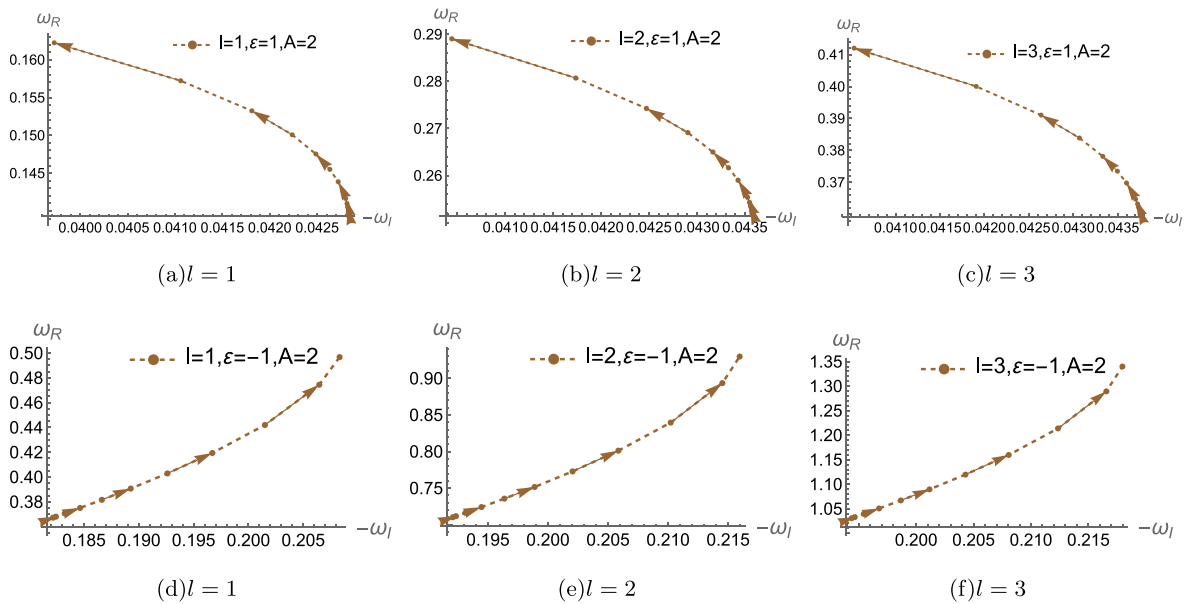 ω_R
l=1,ε=1,A=2
0.160
0.155
0.150
0.145
0.0400 0.0405 0.0410 0.0415 0.0420 0.0425
-ω_I
(a)l = 1
ω_R
l=2,ε=1,A=2
0.29
0.28
0.27
0.26
0.0410 0.0415 0.0420 0.0425 0.0430 0.0435
-ω_I
(b)l = 2
ω_R
l=3,ε=1,A=2
0.41
0.40
0.39
0.38
0.37
0.0410 0.0415 0.0420 0.0425 0.0430 0.0435
-ω_I
(c)l = 3
ω_R
l=1,ε=-1,A=2
0.50
0.48
0.46
0.44
0.42
0.40
0.38
0.185 0.190 0.195 0.200 0.205
-ω_I
(d)l = 1
ω_R
l=2,ε=-1,A=2
0.90
0.85
0.80
0.75
0.195 0.200 0.205 0.210 0.215
-ω_I
(e)l = 2
ω_R
l=3,ε=-1,A=2
1.35
1.30
1.25
1.20
1.15
1.10
1.05
0.200 0.205 0.210 0.215
-ω_I
(f)l = 3